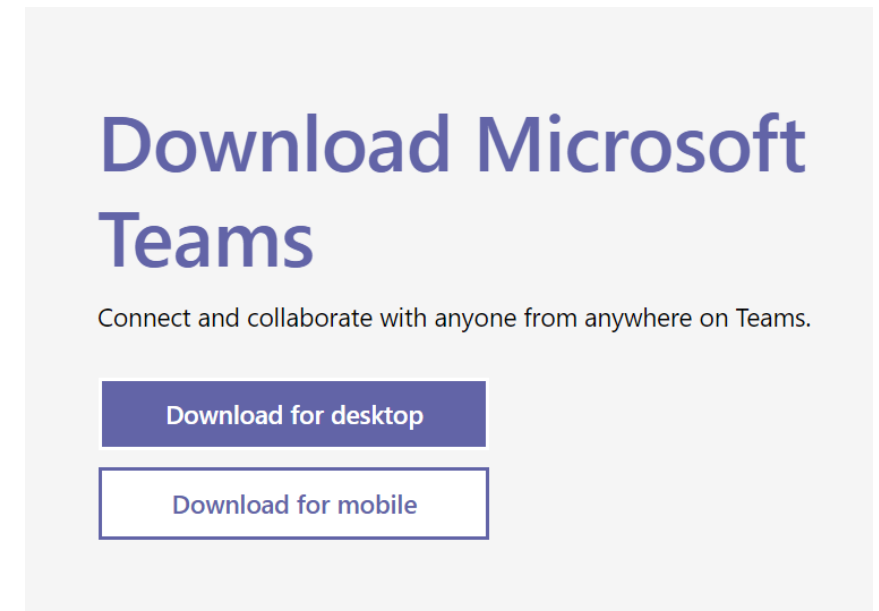 Download Microsoft
Teams
Connect and collaborate with anyone from anywhere on Teams.
Download for desktop
Download for mobile